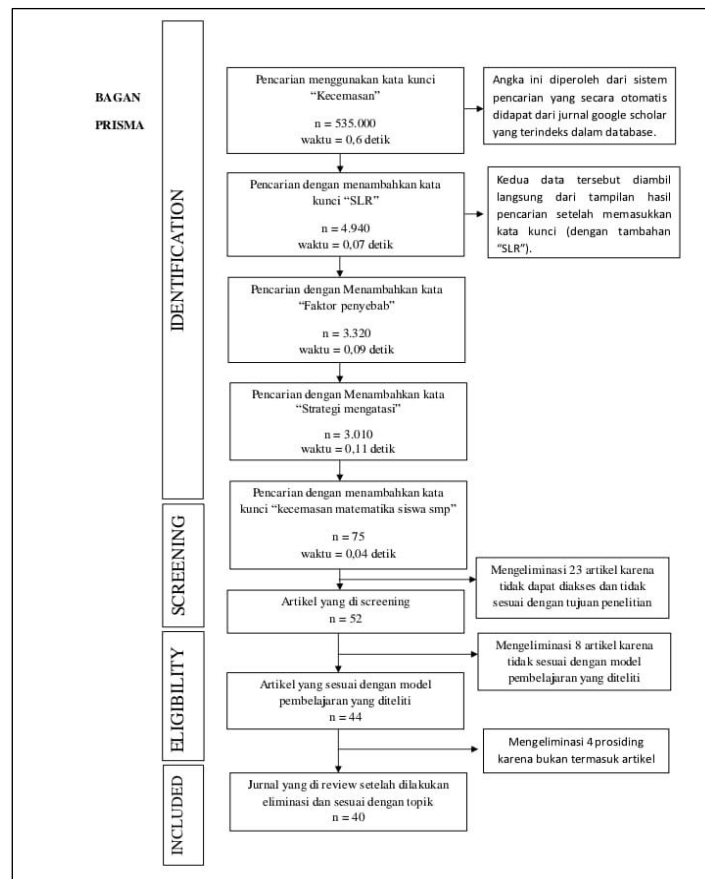 BAGAN
PRISMA
IDENTIFICATION
Pencarian menggunakan kata kunci
“Kecemasan”
n = 535.000
waktu = 0,6 detik
Angka ini diperoleh dari sistem
pencarian yang secara otomatis
didapat dari jurnal google scholar
yang terindeks dalam database.
Pencarian dengan menambahkan kata
kunci “SLR”
n = 4.940
waktu = 0,07 detik
Kedua data tersebut diambil
langsung dari tampilan hasil
pencarian setelah memasukkan
kata kunci (dengan tambahan
“SLR”).
Pencarian dengan Menambahkan kata
“Faktor penyebab”
n = 3.320
waktu = 0,09 detik
Pencarian dengan Menambahkan kata
“Strategi mengatasi”
n = 3.010
waktu = 0,11 detik
Pencarian dengan menambahkan kata
kunci “kecemasan matematika siswa smp”
n = 75
waktu = 0,04 detik
SCREENING
Mengeliminasi 23 artikel karena
tidak dapat diakses dan tidak
sesuai dengan tujuan penelitian
Artikel yang di screening
n = 52
ELIGIBILITY
Mengeliminasi 8 artikel karena
tidak sesuai dengan model
pembelajaran yang diteliti
Artikel yang sesuai dengan model
pembelajaran yang diteliti
n = 44
Mengeliminasi 4 prosiding
karena bukan termasuk artikel
INCLUDED
Jurnal yang di review setelah dilakukan
eliminasi dan sesuai dengan topik
n = 40